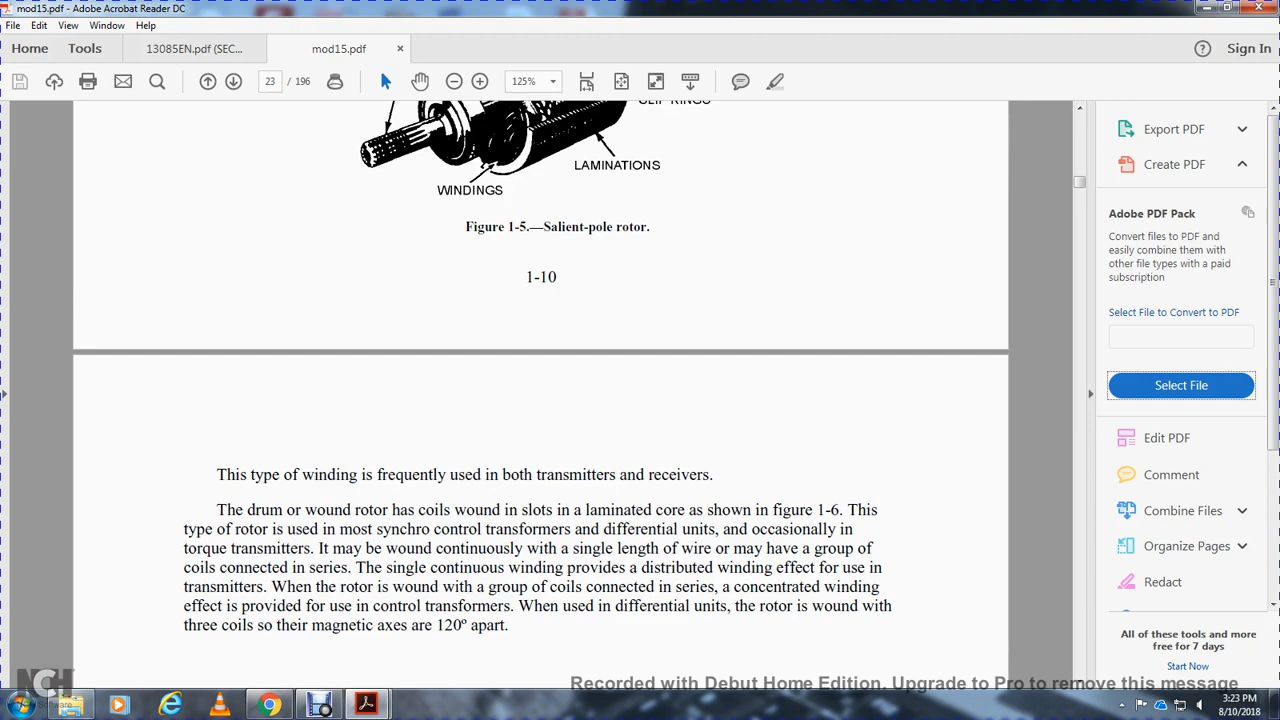 mod15.pdf - Adobe Acrobat Reader DC
File Edit View Window Help
Home Tools 13085EN.pdf (SEC... mod15.pdf × Sign In
23 / 196 125%
LAMINATIONS
WINDINGS
Figure 1-5.—Salient-pole rotor.
1-10
This type of winding is frequently used in both transmitters and receivers.
The drum or wound rotor has coils wound in slots in a laminated core as shown in figure 1-6. This
type of rotor is used in most synchro control transformers and differential units, and occasionally in
torque transmitters. It may be wound continuously with a single length of wire or may have a group of
coils connected in series. The single continuous winding provides a distributed winding effect for use in
transmitters. When the rotor is wound with a group of coils connected in series, a concentrated winding
effect is provided for use in control transformers. When used in differential units, the rotor is wound with
three coils so their magnetic axes are 120º apart.
Export PDF
Create PDF
Adobe PDF Pack
Convert files to PDF and
easily combine them with
other file types with a paid
subscription
Select File to Convert to PDF
Select File
Edit PDF
Comment
Combine Files
Organize Pages
Redact
All of these tools and more
free for 7 days
Start Now
NCH
Software
Recorded with Debut Home Edition. Upgrade to Pro to remove this message
3:23 PM
8/10/2018